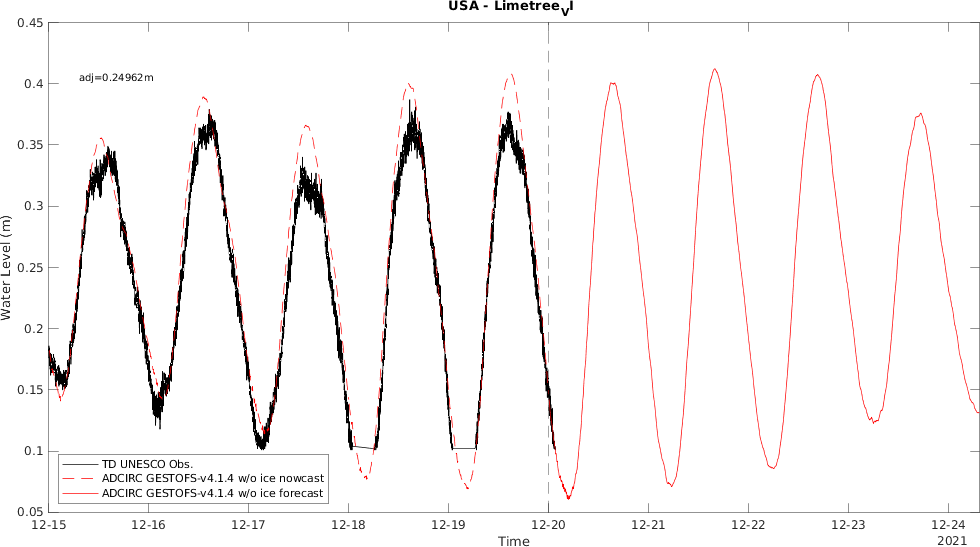 USA - Limetree_VI
0.45
adj=0.24962m
0.4
0.35
0.3
0.25
0.2
0.15
0.1
0.05
Water Level (m)
TD UNESCO Obs.
ADCIRC GESTOFS-v4.1.4 w/o ice nowcast
ADCIRC GESTOFS-v4.1.4 w/o ice forecast
12-15 12-16 12-17 12-18 12-19 12-20 12-21 12-22 12-23 12-24
Time 2021